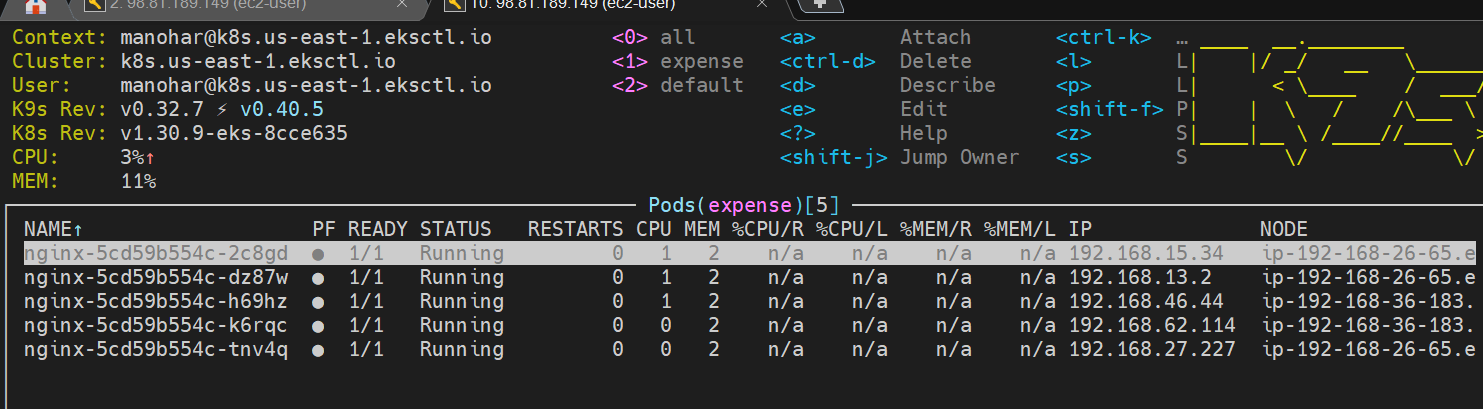 2. 98.81.189.149 (ec2-user) × 10. 98.81.189.149 (ec2-user) ×
Context: manohar@k8s.us-east-1.eksctl.io <0> all <a> Attach <ctrl-k> …
Cluster: k8s.us-east-1.eksctl.io <1> expense <ctrl-d> Delete <l> L
User: manohar@k8s.us-east-1.eksctl.io <2> default <d> Describe <p> L
K9s Rev: v0.32.7 ⚡ v0.40.5 <e> Edit <shift-f> P
K8s Rev: v1.30.9-eks-8cce635 <?> Help <z> S
CPU: 3%↑ <shift-j> Jump Owner <s> S
MEM: 11%
Pods(expense)[5]
NAME↑ PF READY STATUS RESTARTS CPU MEM %CPU/R %CPU/L %MEM/R %MEM/L IP NODE
nginx-5cd59b554c-2c8gd ● 1/1 Running 0 1 2 n/a n/a n/a n/a 192.168.15.34 ip-192-168-26-65.e
nginx-5cd59b554c-dz87w ● 1/1 Running 0 1 2 n/a n/a n/a n/a 192.168.13.2 ip-192-168-26-65.e
nginx-5cd59b554c-h69hz ● 1/1 Running 0 1 2 n/a n/a n/a n/a 192.168.46.44 ip-192-168-36-183.
nginx-5cd59b554c-k6rqc ● 1/1 Running 0 0 2 n/a n/a n/a n/a 192.168.62.114 ip-192-168-36-183.
nginx-5cd59b554c-tnv4q ● 1/1 Running 0 0 2 n/a n/a n/a n/a 192.168.27.227 ip-192-168-26-65.e